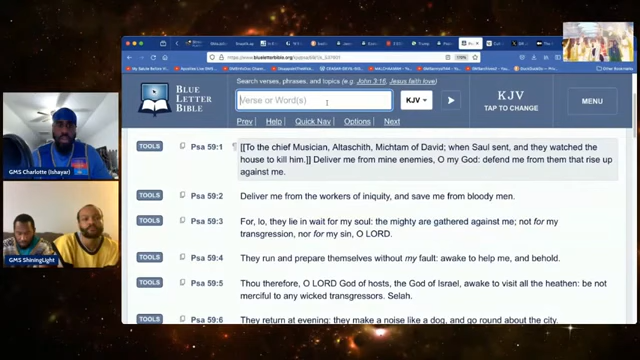 Search verses, phrases, and topics (e.g. John 3:16, Jesus faith love)
BLUE
LETTER
BIBLE
Verse or Word(s)
KJV
KJV
TAP TO CHANGE
MENU
Prev Help Quick Nav Options Next
TOOLS Psa 59:1 ¶ [[To the chief Musician, Altaschith, Michtam of David; when Saul sent, and they watched the
house to kill him.]] Deliver me from mine enemies, O my God: defend me from them that rise up
against me.
TOOLS Psa 59:2 Deliver me from the workers of iniquity, and save me from bloody men.
TOOLS Psa 59:3 For, lo, they lie in wait for my soul: the mighty are gathered against me; not for my
transgression, nor for my sin, O LORD.
TOOLS Psa 59:4 They run and prepare themselves without my fault: awake to help me, and behold.
TOOLS Psa 59:5 Thou therefore, O LORD God of hosts, the God of Israel, awake to visit all the heathen: be not
merciful to any wicked transgressors. Selah.
TOOLS Psa 59:6 They return at evening: they make a noise like a dog, and go round about the city.
GMS Charlotte (Ishayar)
GMS ShiningLight